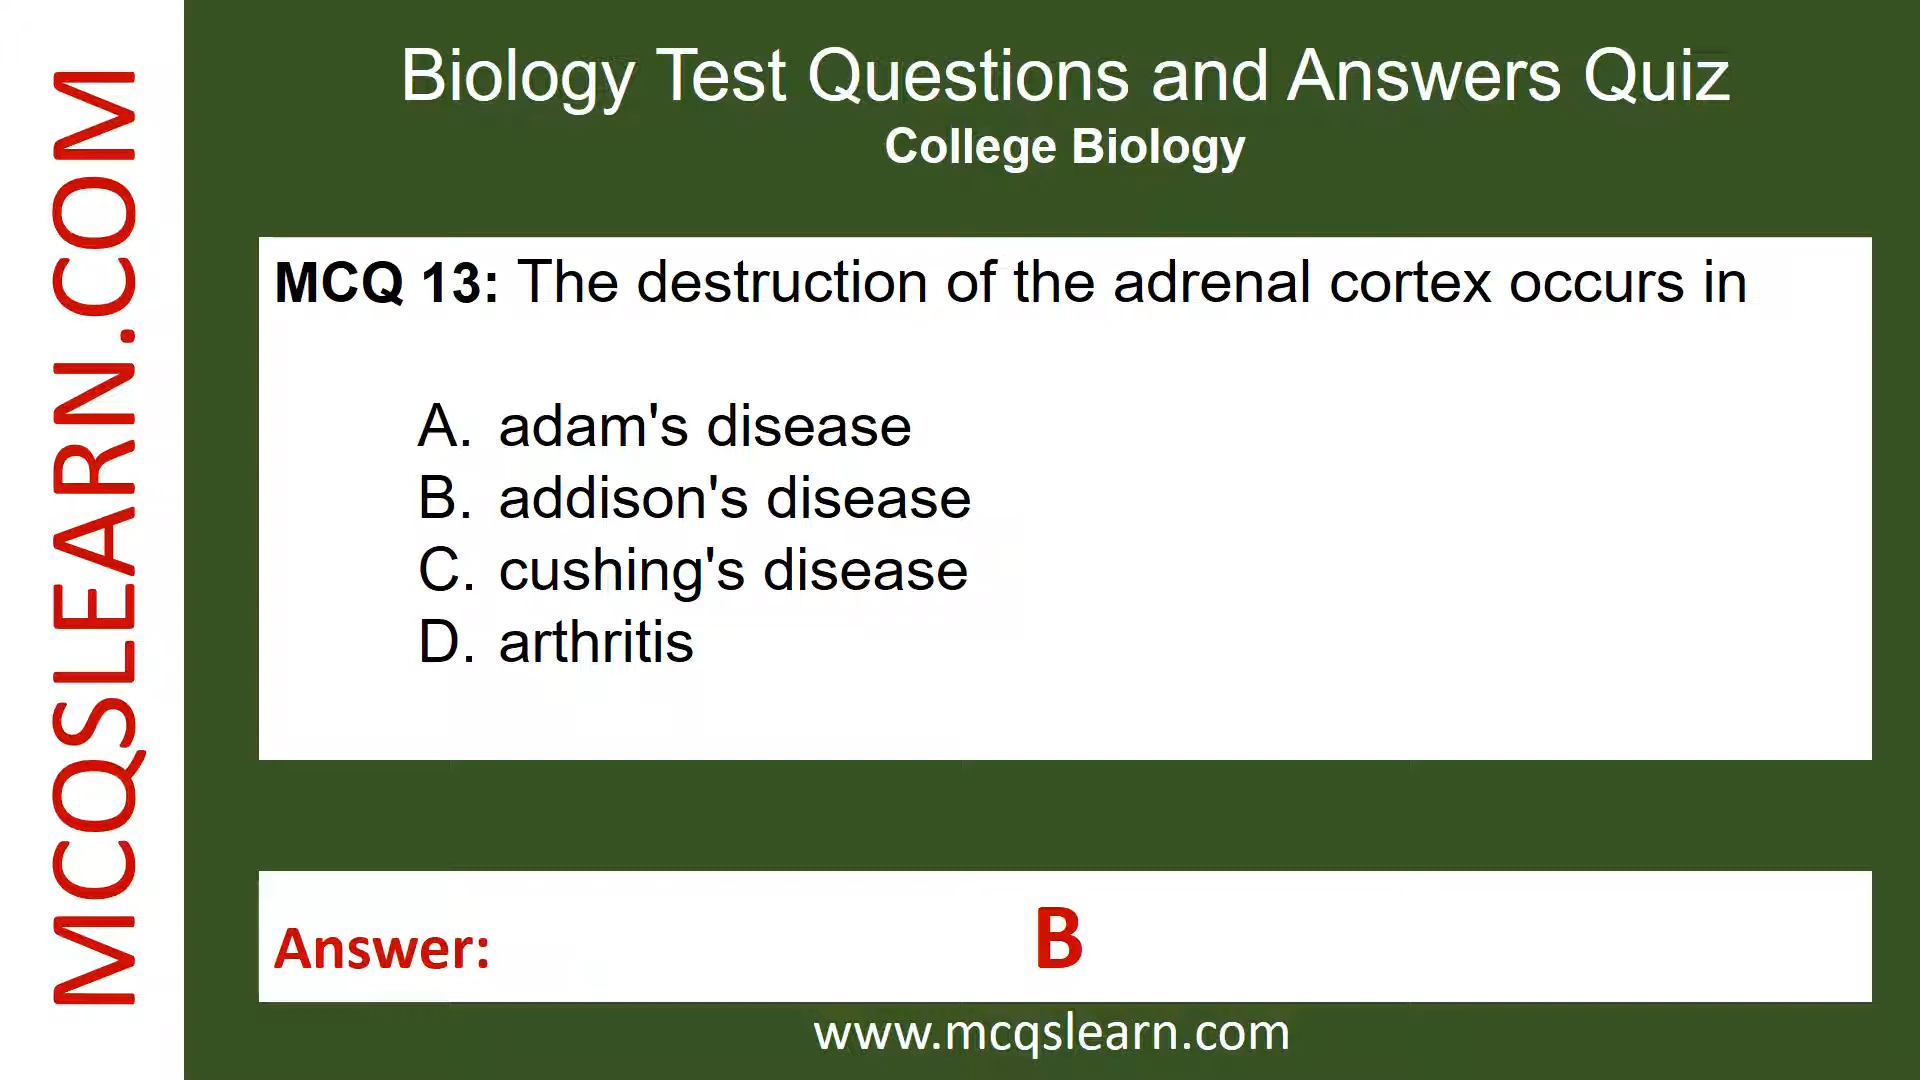 MCQSLEARN.COM
Biology Test Questions and Answers Quiz
College Biology
MCQ 13: The destruction of the adrenal cortex occurs in
A. adam's disease
B. addison's disease
C. cushing's disease
D. arthritis
Answer: B
www.mcqslearn.com